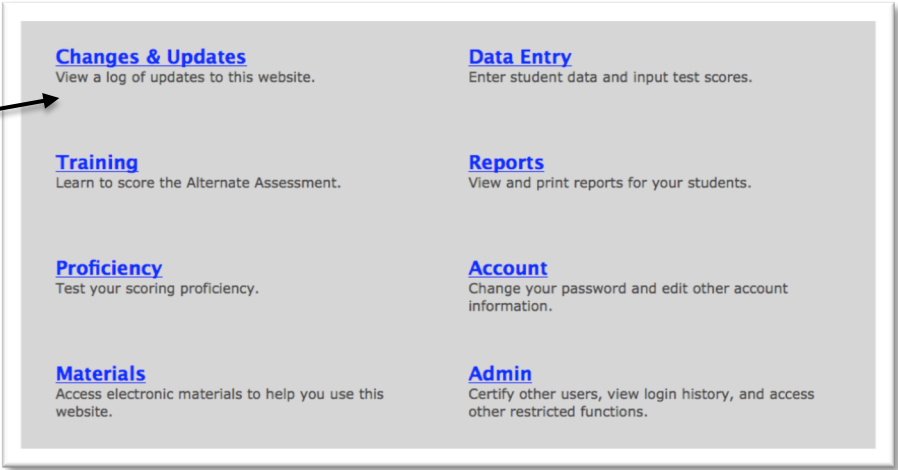 Changes & Updates
View a log of updates to this website.
Data Entry
Enter student data and input test scores.
Training
Learn to score the Alternate Assessment.
Reports
View and print reports for your students.
Proficiency
Test your scoring proficiency.
Account
Change your password and edit other account
information.
Materials
Access electronic materials to help you use this
website.
Admin
Certify other users, view login history, and access
other restricted functions.